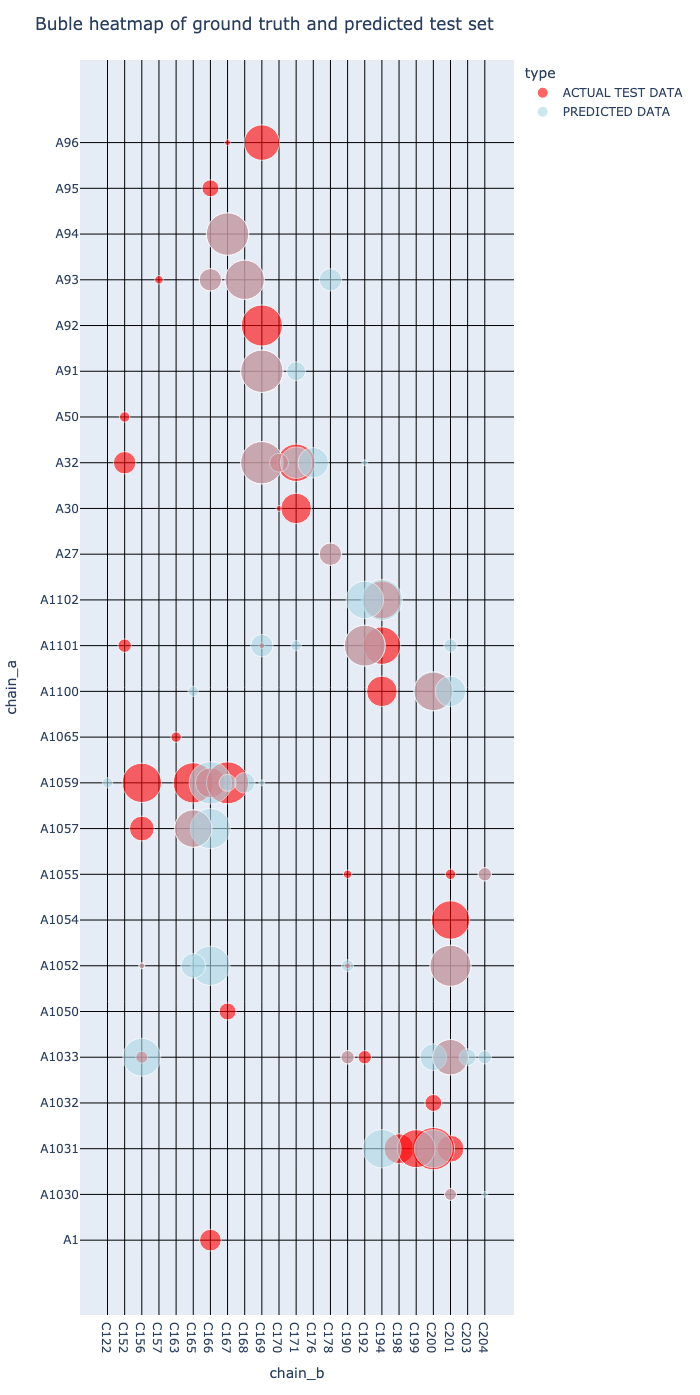 Buble heatmap of ground truth and predicted test set
type
ACTUAL TEST DATA
PREDICTED DATA
A96
A95
A94
A93
A92
A91
A50
A32
A30
A27
A1102
A1101
A1100
A1065
A1059
A1057
A1055
A1054
A1052
A1050
A1033
A1032
A1031
A1030
A1
chain_a
C122
C152
C156
C157
C163
C165
C166
C167
C168
C169
C170
C171
C176
C178
C190
C192
C194
C198
C199
C200
C201
C203
C204
chain_b